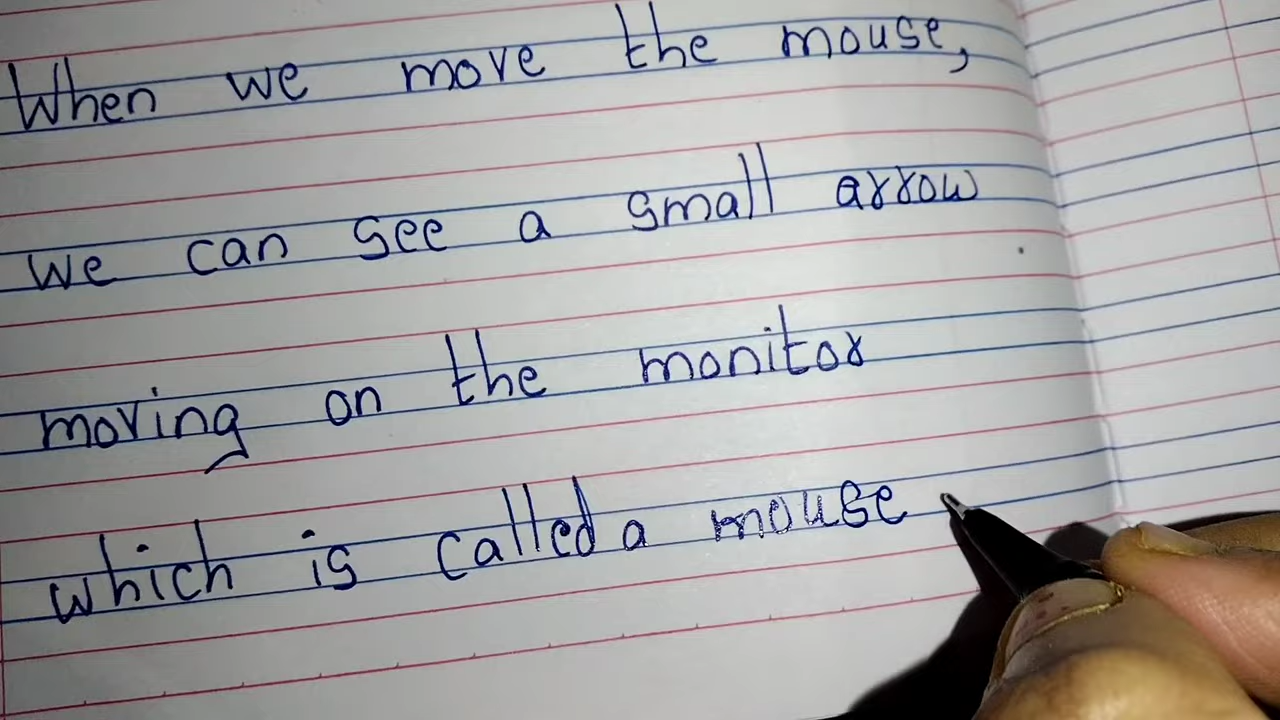 When we move the mouse,
we can see a small arrow
moving on the monitor
which is called a mouse